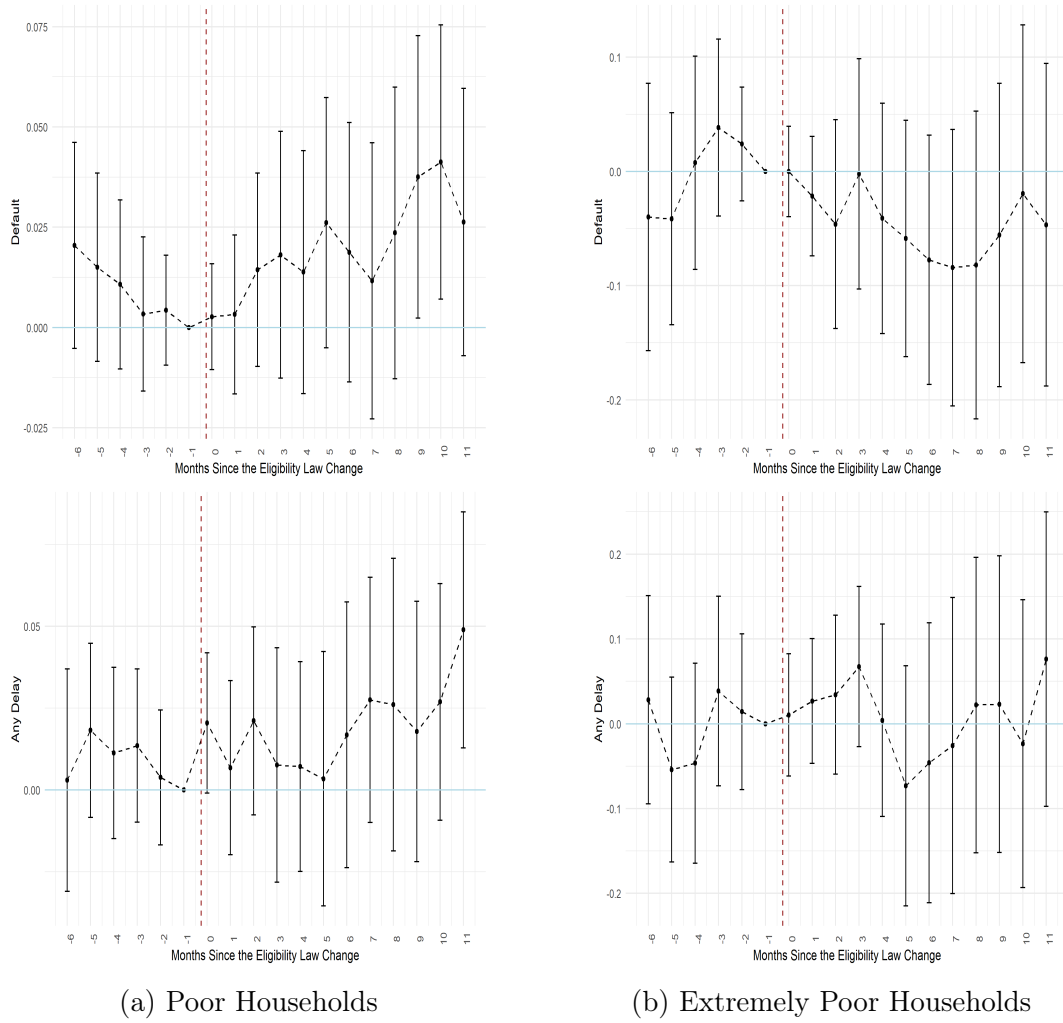 Default
0.075
0.050
0.025
0.000
-0.025
-6 -5 -4 -3 -2 -1 0 1 2 3 4 5 6 7 8 9 10 11
Months Since the Eligibility Law Change
Default
0.1
0.0
-0.1
-0.2
-6 -5 -4 -3 -2 -1 0 1 2 3 4 5 6 7 8 9 10 11
Months Since the Eligibility Law Change
Any Delay
0.05
0.00
-6 -5 -4 -3 -2 -1 0 1 2 3 4 5 6 7 8 9 10 11
Months Since the Eligibility Law Change
Any Delay
0.2
0.1
0.0
-0.1
-0.2
-6 -5 -4 -3 -2 -1 0 1 2 3 4 5 6 7 8 9 10 11
Months Since the Eligibility Law Change
(a) Poor Households
(b) Extremely Poor Households